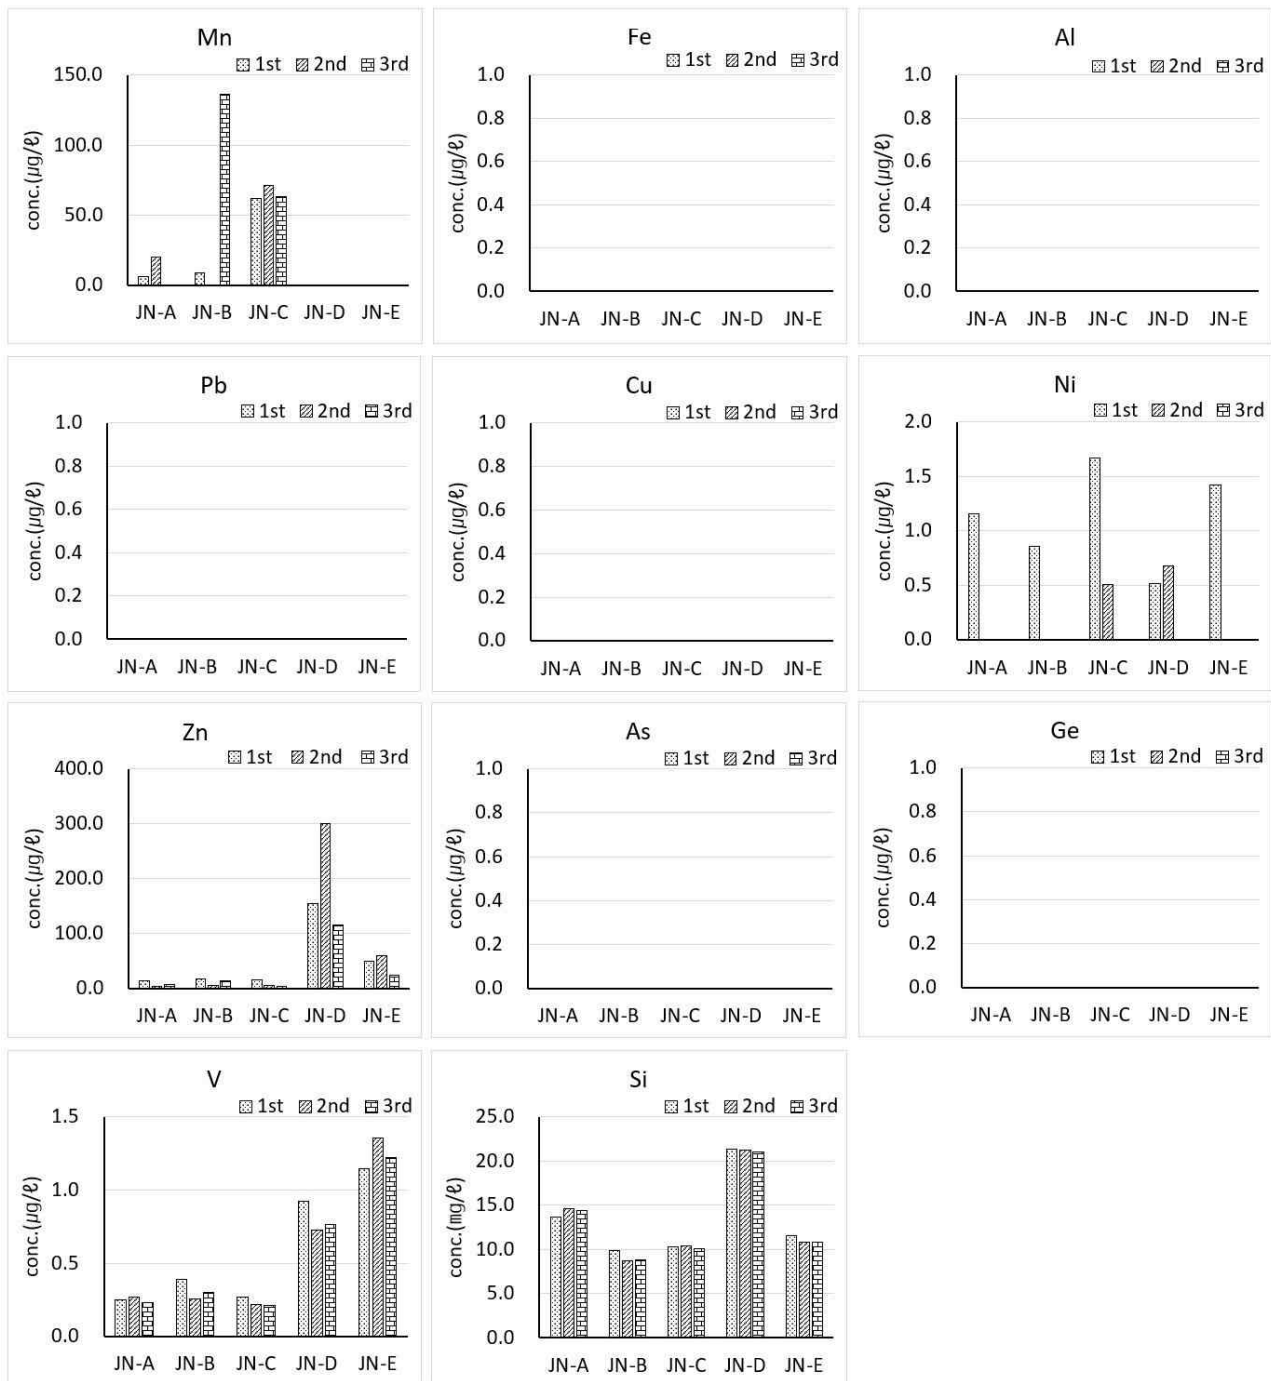 Mn
1st 2nd 3rd
150.0
100.0
50.0
0.0
conc.(µg/ℓ)
JN-A JN-B JN-C JN-D JN-E
Fe
1st 2nd 3rd
1.0
0.8
0.6
0.4
0.2
0.0
conc.(µg/ℓ)
JN-A JN-B JN-C JN-D JN-E
Al
1st 2nd 3rd
1.0
0.8
0.6
0.4
0.2
0.0
conc.(µg/ℓ)
JN-A JN-B JN-C JN-D JN-E
Pb
1st 2nd 3rd
1.0
0.8
0.6
0.4
0.2
0.0
conc.(µg/ℓ)
JN-A JN-B JN-C JN-D JN-E
Cu
1st 2nd 3rd
1.0
0.8
0.6
0.4
0.2
0.0
conc.(µg/ℓ)
JN-A JN-B JN-C JN-D JN-E
Ni
1st 2nd 3rd
2.0
1.5
1.0
0.5
0.0
conc.(µg/ℓ)
JN-A JN-B JN-C JN-D JN-E
Zn
1st 2nd 3rd
400.0
300.0
200.0
100.0
0.0
conc.(µg/ℓ)
JN-A JN-B JN-C JN-D JN-E
As
1st 2nd 3rd
1.0
0.8
0.6
0.4
0.2
0.0
conc.(µg/ℓ)
JN-A JN-B JN-C JN-D JN-E
Ge
1st 2nd 3rd
1.0
0.8
0.6
0.4
0.2
0.0
conc.(µg/ℓ)
JN-A JN-B JN-C JN-D JN-E
V
1st 2nd 3rd
1.5
1.0
0.5
0.0
conc.(µg/ℓ)
JN-A JN-B JN-C JN-D JN-E
Si
1st 2nd 3rd
25.0
20.0
15.0
10.0
5.0
0.0
conc.(mg/ℓ)
JN-A JN-B JN-C JN-D JN-E